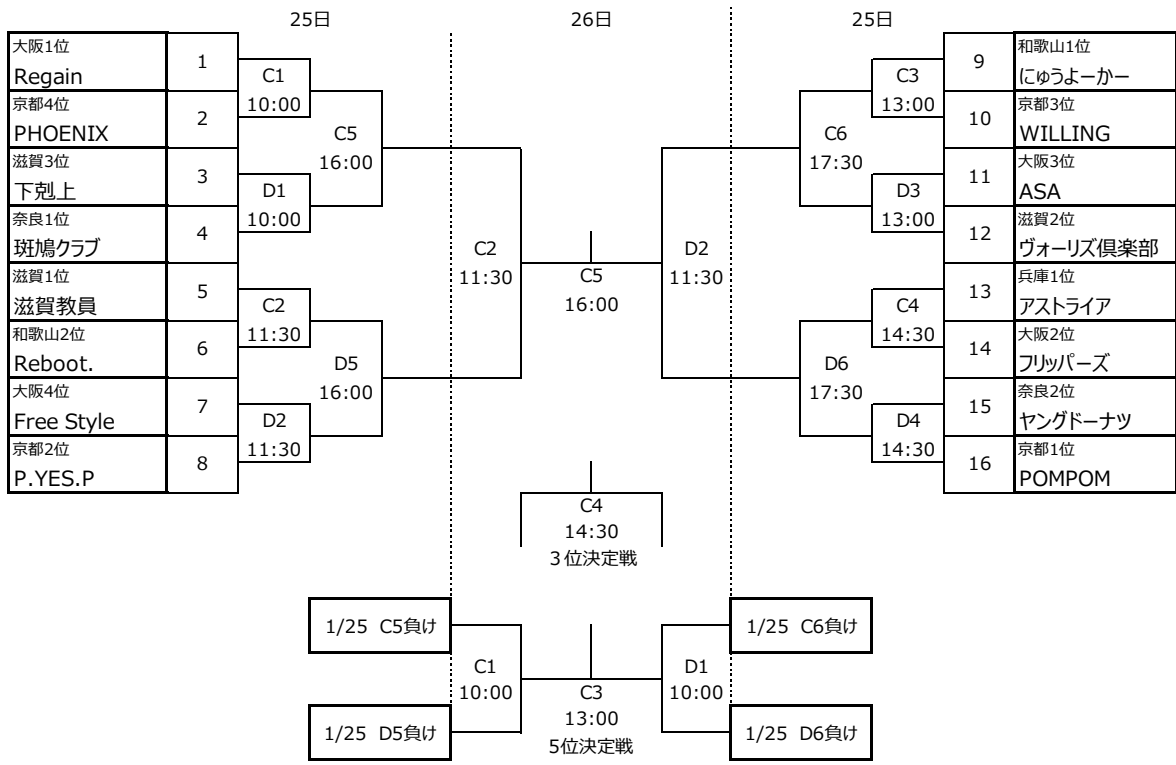 25日
26日
25日
大阪1位
Regain
1
京都4位
PHOENIX
2
滋賀3位
下剋上
3
奈良1位
斑鳩クラブ
4
滋賀1位
滋賀教員
5
和歌山2位
Reboot.
6
大阪4位
Free Style
7
京都2位
P.YES.P
8
C1
10:00
D1
10:00
C2
11:30
D2
11:30
C5
16:00
D5
16:00
C2
11:30
C5
16:00
D2
11:30
C6
17:30
D6
17:30
C3
13:00
D3
13:00
C4
14:30
D4
14:30
9
和歌山1位
にゅうよーかー
10
京都3位
WILLING
11
大阪3位
ASA
12
滋賀2位
ヴォーリズ倶楽部
13
兵庫1位
アストライア
14
大阪2位
フリッパーズ
15
奈良2位
ヤングドーナツ
16
京都1位
POMPOM
C4
14:30
３位決定戦
1/25 C5負け
1/25 D5負け
C1
10:00
C3
13:00
5位決定戦
D1
10:00
1/25 C6負け
1/25 D6負け